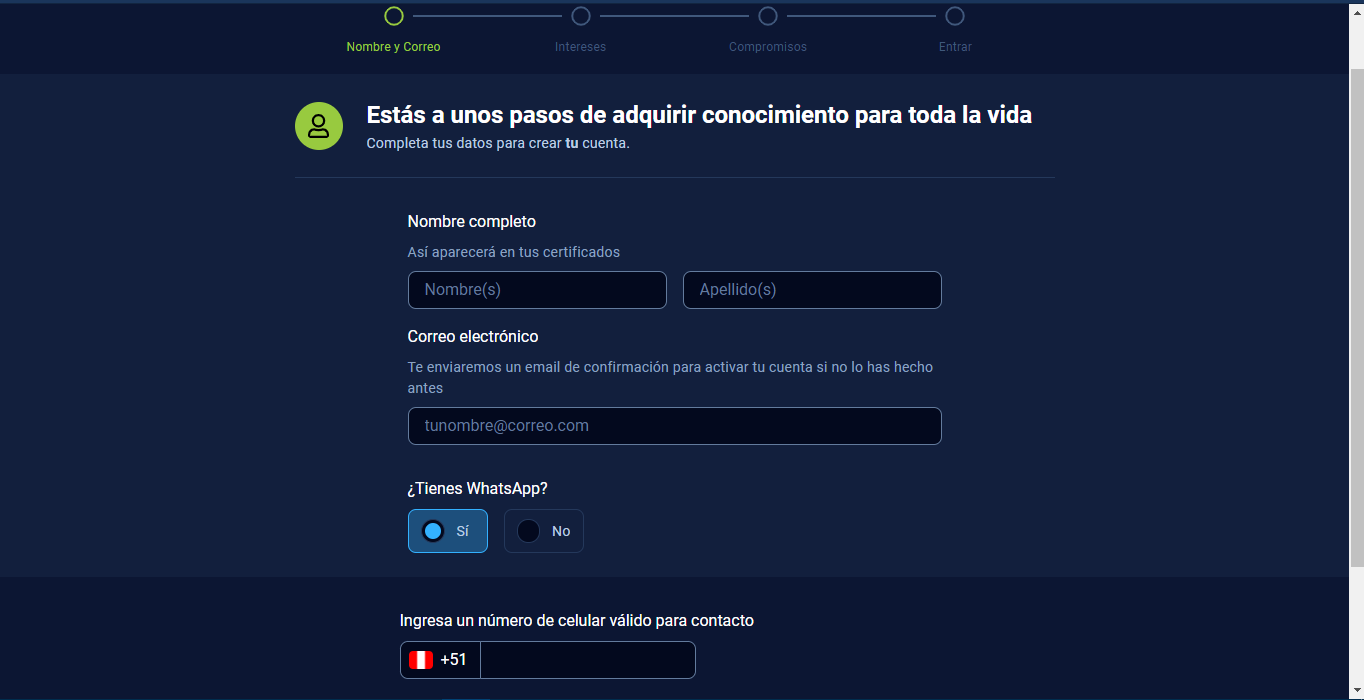 Nombre y Correo
Intereses
Compromisos
Entrar
Estás a unos pasos de adquirir conocimiento para toda la vida
Completa tus datos para crear tu cuenta.
Nombre completo
Así aparecerá en tus certificados
Nombre(s)
Apellido(s)
Correo electrónico
Te enviaremos un email de confirmación para activar tu cuenta si no lo has hecho
antes
tunombre@correo.com
¿Tienes WhatsApp?
Sí
No
Ingresa un número de celular válido para contacto
+51